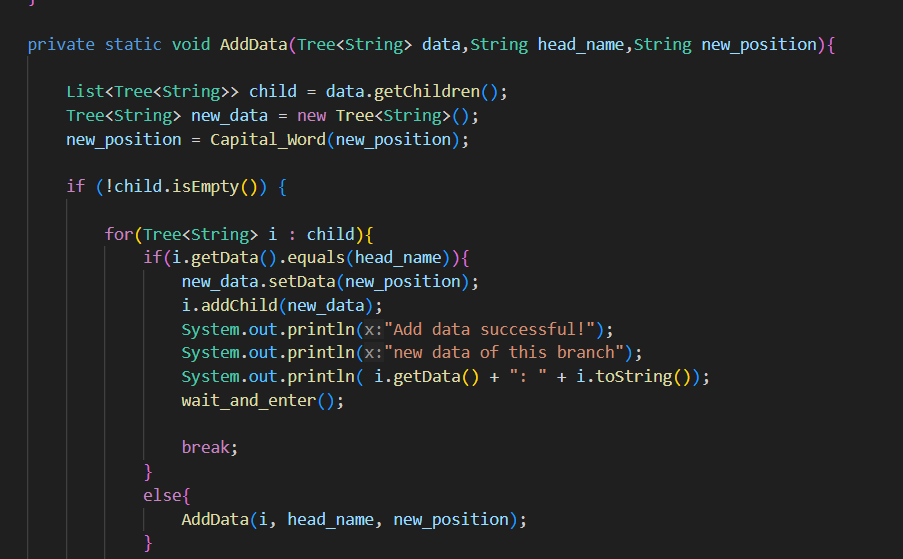 }
private static void AddData(Tree<String> data,String head_name,String new_position){
List<Tree<String>> child = data.getChildren();
Tree<String> new_data = new Tree<String>();
new_position = Capital_Word(new_position);
if (!child.isEmpty()) {
for(Tree<String> i : child){
if(i.getData().equals(head_name)){
new_data.setData(new_position);
i.addChild(new_data);
System.out.println(x:"Add data successful!");
System.out.println(x:"new data of this branch");
System.out.println( i.getData() + ": " + i.toString());
wait_and_enter();
break;
}
else{
AddData(i, head_name, new_position);
}